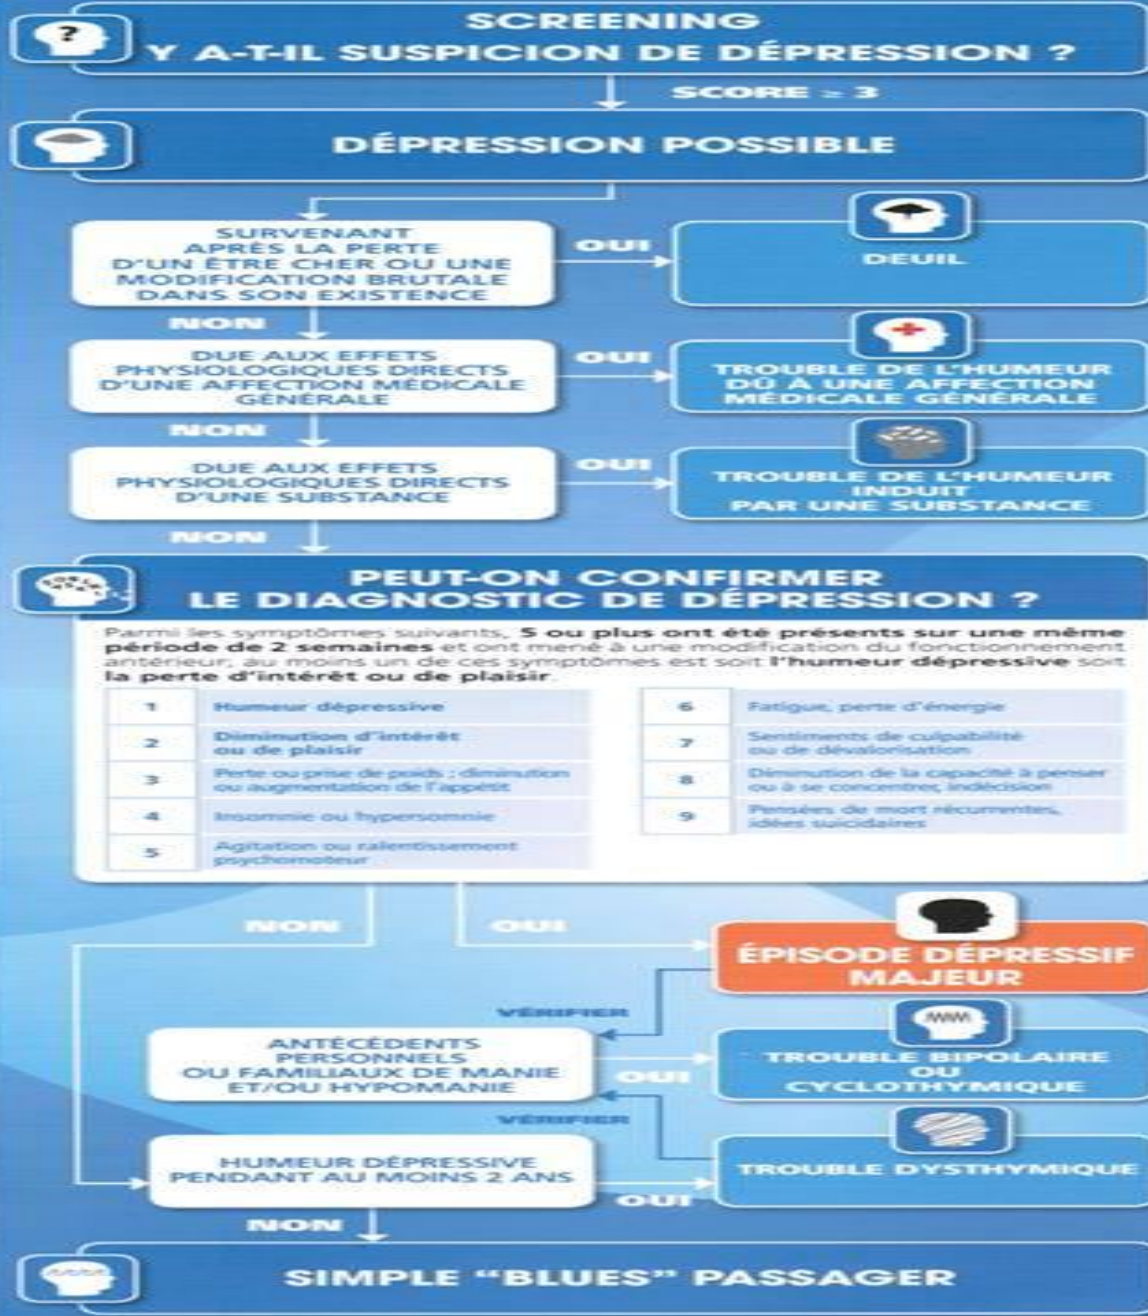 ?
SCREENING
Y A-T-IL SUSPICION DE DÉPRESSION ?
SCORE ≥ 3
DÉPRESSION POSSIBLE
SURVENANT
APRÈS LA PERTE
D'UN ÊTRE CHER OU UNE
MODIFICATION BRUTALE
DANS SON EXISTENCE
OUI
DEUIL
NON
DUE AUX EFFETS
PHYSIOLOGIQUES DIRECTS
D'UNE AFFECTION MÉDICALE
GÉNÉRALE
OUI
TROUBLE DE L'HUMEUR
DÛ À UNE AFFECTION
MÉDICALE GÉNÉRALE
NON
DUE AUX EFFETS
PHYSIOLOGIQUES DIRECTS
D'UNE SUBSTANCE
OUI
TROUBLE DE L'HUMEUR
INDUIT
PAR UNE SUBSTANCE
NON
PEUT-ON CONFIRMER
LE DIAGNOSTIC DE DÉPRESSION ?
Parmi les symptômes suivants, 5 ou plus ont été présents sur une même
période de 2 semaines et ont mené à une modification du fonctionnement
antérieur, au moins un de ces symptômes est soit l'humeur dépressive soit
la perte d'intérêt ou de plaisir.
1 Humeur dépressive
2 Diminution d'intérêt
ou de plaisir
3 Perte ou prise de poids ; diminution
ou augmentation de l'appétit
4 Insomnie ou hypersomnie
5 Agitation ou ralentissement
psychomoteur
6 Fatigue, perte d'énergie
7 Sentiments de culpabilité
ou de dévalorisation
8 Diminution de la capacité à penser
ou à se concentrer, indécision
9 Pensées de mort récurrentes,
idées suicidaires
NON
OUI
ÉPISODE DÉPRESSIF
MAJEUR
VÉRIFIER
ANTÉCÉDENTS
PERSONNELS
OU FAMILIAUX DE MANIE
ET/OU HYPOMANIE
OUI
TROUBLE BIPOLAIRE
OU
CYCLOTHYMIQUE
VÉRIFIER
HUMEUR DÉPRESSIVE
PENDANT AU MOINS 2 ANS
OUI
TROUBLE DYSTHYMIQUE
NON
SIMPLE “BLUES” PASSAGER